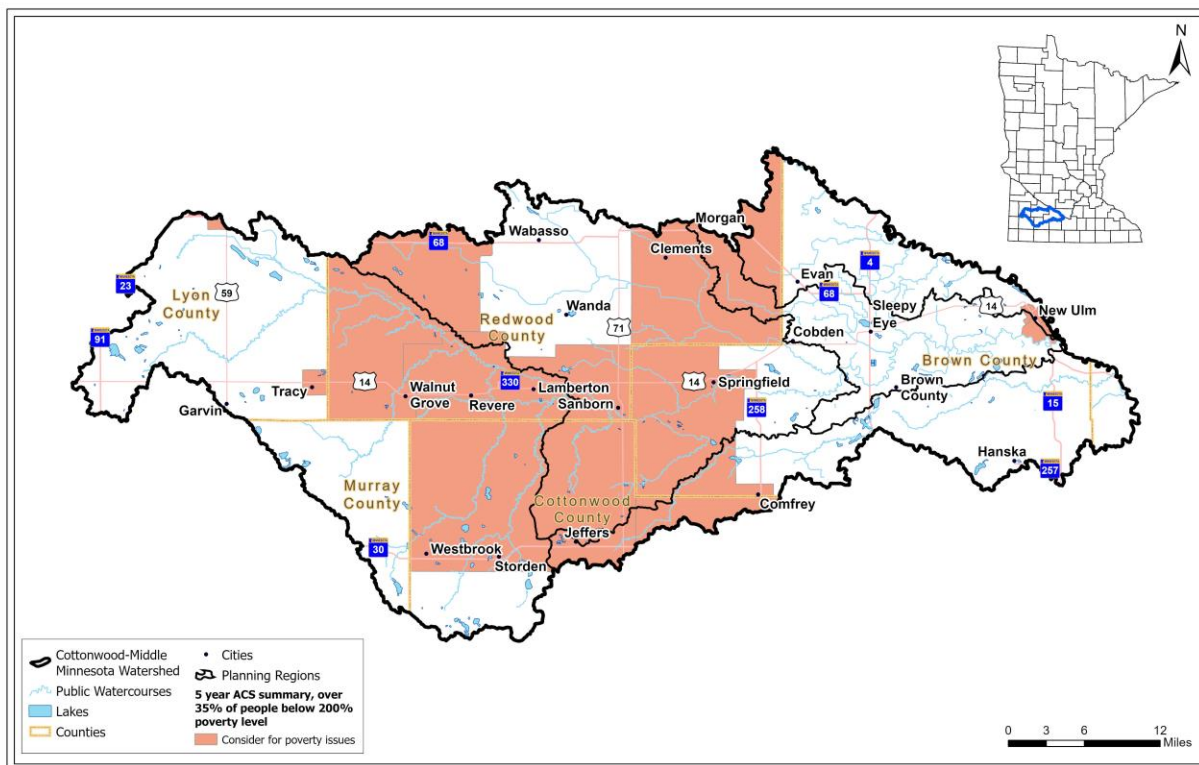 N
Morgan
Wabasso
Clements
68
4
Evan
23
Lyon
County
59
68
Wanda
Sleepy
Eye
14
New Ulm
Redwood
County
71
Cobden
91
Brown County
330
14
Walnut
Grove
Revere
Lamberton
14
Springfield
Brown
County
Tracy
Sanborn
258
15
Garvin
Hanska
257
Murray
County
Cottonwood
County
Comfrey
Jeffers
30
Westbrook
Storden
Cottonwood-Middle
Minnesota Watershed
Public Watercourses
Lakes
Counties
Cities
Planning Regions
5 year ACS summary, over
35% of people below 200%
poverty level
Consider for poverty issues
0 3 6 12
Miles